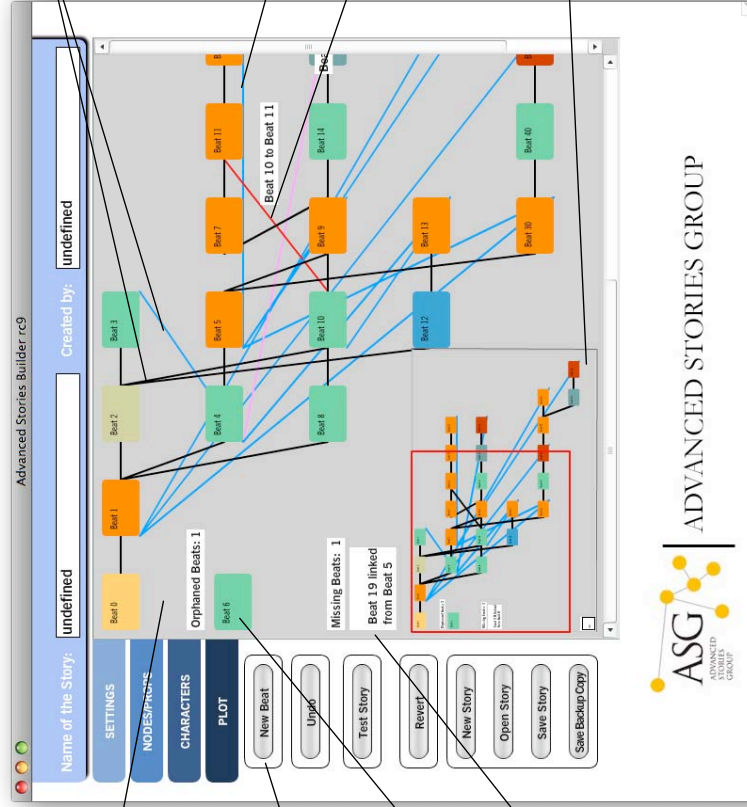 Advanced Stories Builder rc9
Name of the Story:
undefined
Created by:
undefined
SETTINGS
NODES/PROPS
CHARACTERS
PLOT
New Beat
Undo
Test Story
Revert
New Story
Open Story
Save Story
Save Backup Copy
Beat 0
Beat 1
Beat 2
Beat 3
Orphaned Beats: 1
Beat 6
Beat 4
Beat 5
Beat 7
Beat 11
Beat 10 to Beat 11
Missing Beats: 1
Beat 8
Beat 10
Beat 9
Beat 14
Beat 19 linked
from Beat 5
Beat 12
Beat 13
Beat 30
Beat 40
ASG
ADVANCED
STORIES
GROUP
ADVANCED STORIES GROUP